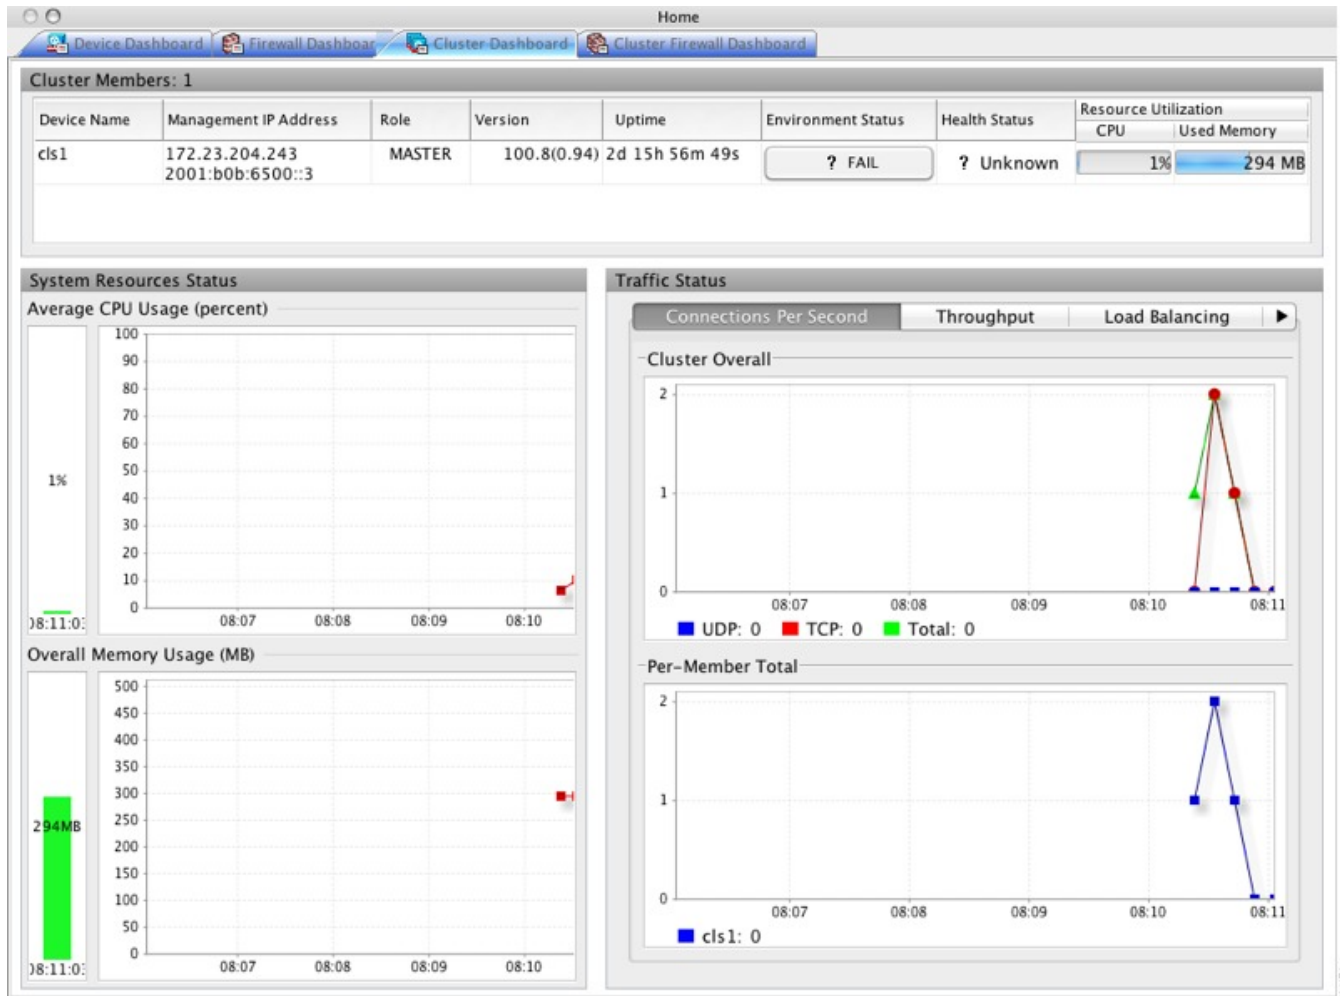 Home
Device Dashboard Firewall Dashboar Cluster Dashboard Cluster Firewall Dashboard
Cluster Members: 1
Device Name Management IP Address Role Version Uptime Environment Status Health Status Resource Utilization
CPU Used Memory
cls1 172.23.204.243 MASTER 100.8(0.94) 2d 15h 56m 49s ? FAIL ? Unknown 1% 294 MB
2001:b0b:6500::3
System Resources Status
Average CPU Usage (percent)
100
90
80
70
60
50
1%
40
30
20
10
0
08:11:0
08:07 08:08 08:09 08:10
Overall Memory Usage (MB)
500
450
400
350
300
250
294MB
200
150
100
50
0
08:11:0
08:07 08:08 08:09 08:10
Traffic Status
Connections Per Second Throughput Load Balancing
Cluster Overall
2
1
0
08:07 08:08 08:09 08:10 08:11
UDP: 0 TCP: 0 Total: 0
Per-Member Total
2
1
0
08:07 08:08 08:09 08:10 08:11
cls1: 0